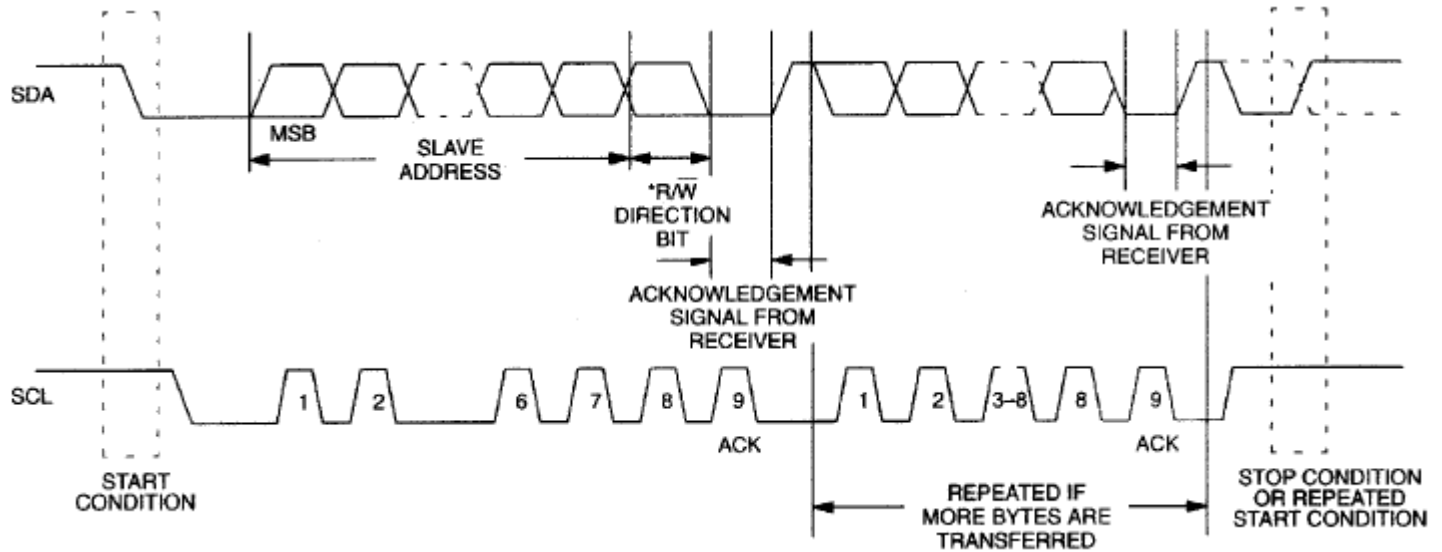 SDA
MSB
SLAVE
ADDRESS
*R/W̅
DIRECTION
BIT
ACKNOWLEDGEMENT
SIGNAL FROM
RECEIVER
ACKNOWLEDGEMENT
SIGNAL FROM
RECEIVER
SCL
1 2 6 7 8 9 1 2 3–8 8 9
ACK
ACK
START
CONDITION
REPEATED IF
MORE BYTES ARE
TRANSFERRED
STOP CONDITION
OR REPEATED
START CONDITION